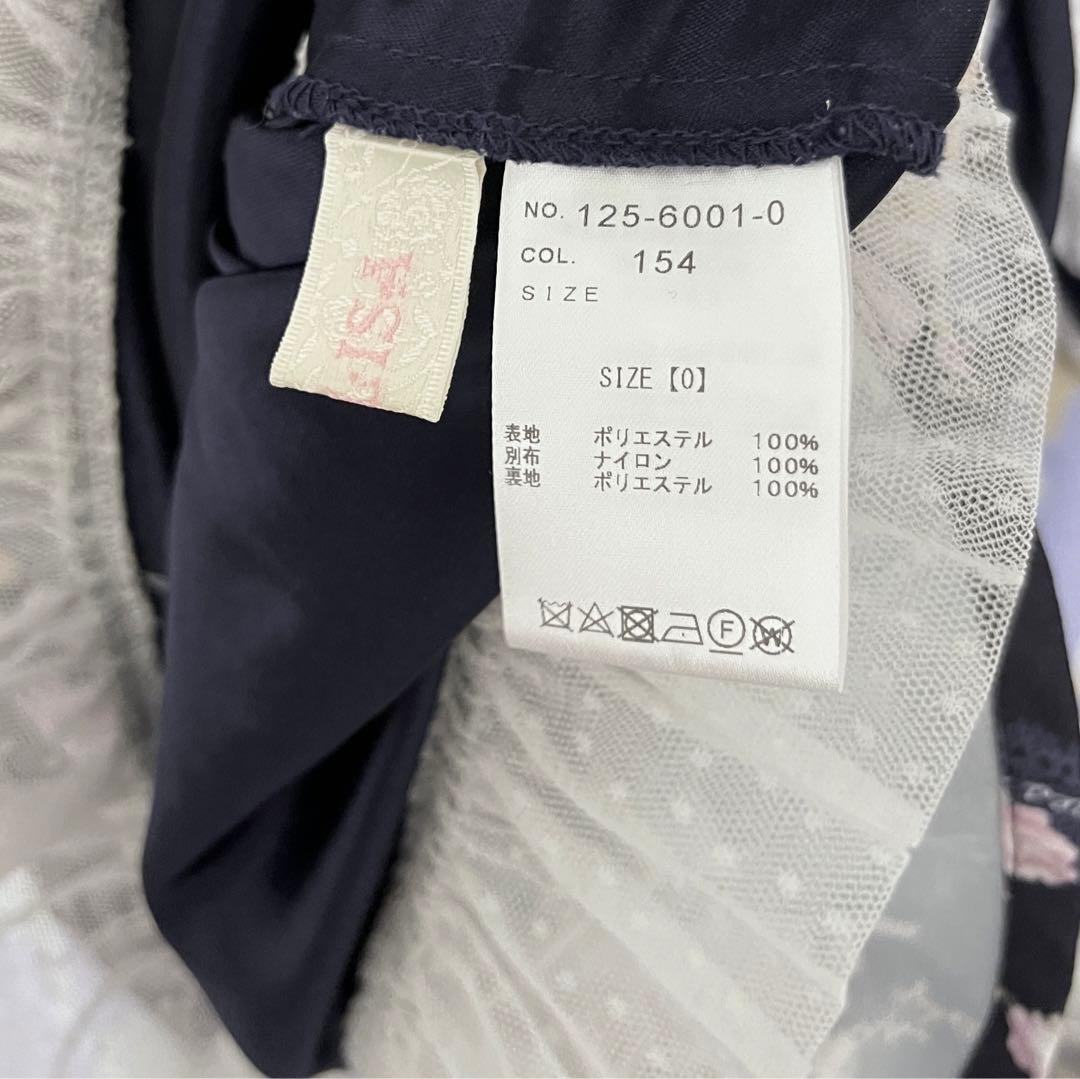 NO. 125-6001-0
COL. 154
SIZE
SIZE【0】
表地 ポリエステル 100%
別布 ナイロン 100%
裏地 ポリエステル 100%
F
W